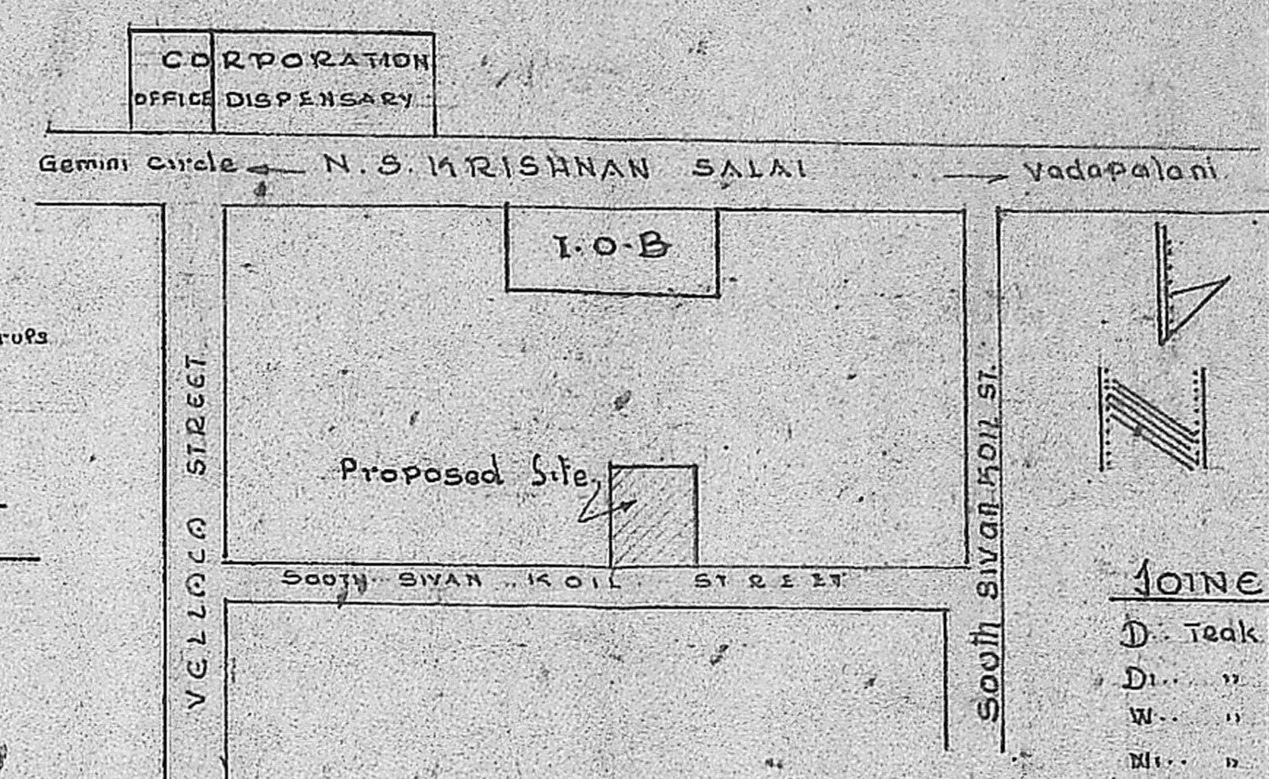 CORPORATION
OFFICE DISPENSARY
Gemini Circle ← N.S. KRISHNAN SALAI → Vadapalani
I.O.B
Proposed Site
SOUTH SIVAN KOIL STREET
STREET
SOUTH SIVAN KOIL ST.
JOINE
D.. Teak
D1.. "
W.. "